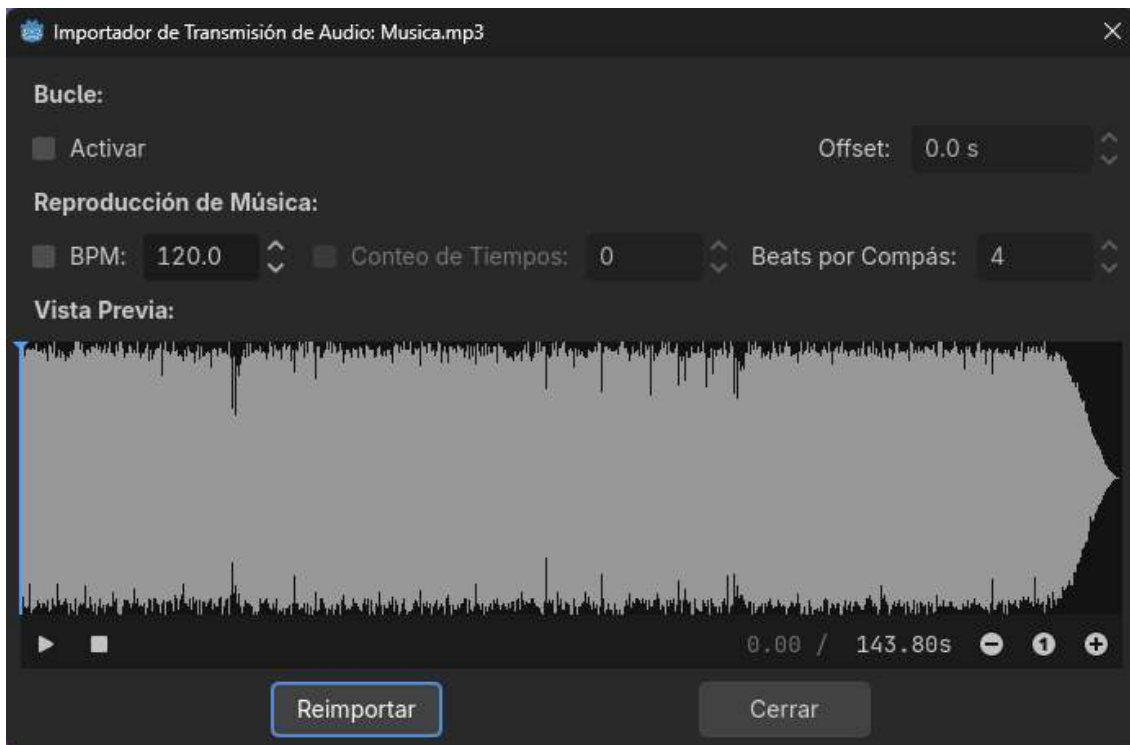 Importador de Transmisión de Audio: Musica.mp3
Bucle:
Activar Offset: 0.0 s
Reproducción de Música:
BPM: 120.0 Conteo de Tiempos: 0 Beats por Compás: 4
Vista Previa:
0.00 / 143.80s 1
Reimportar Cerrar